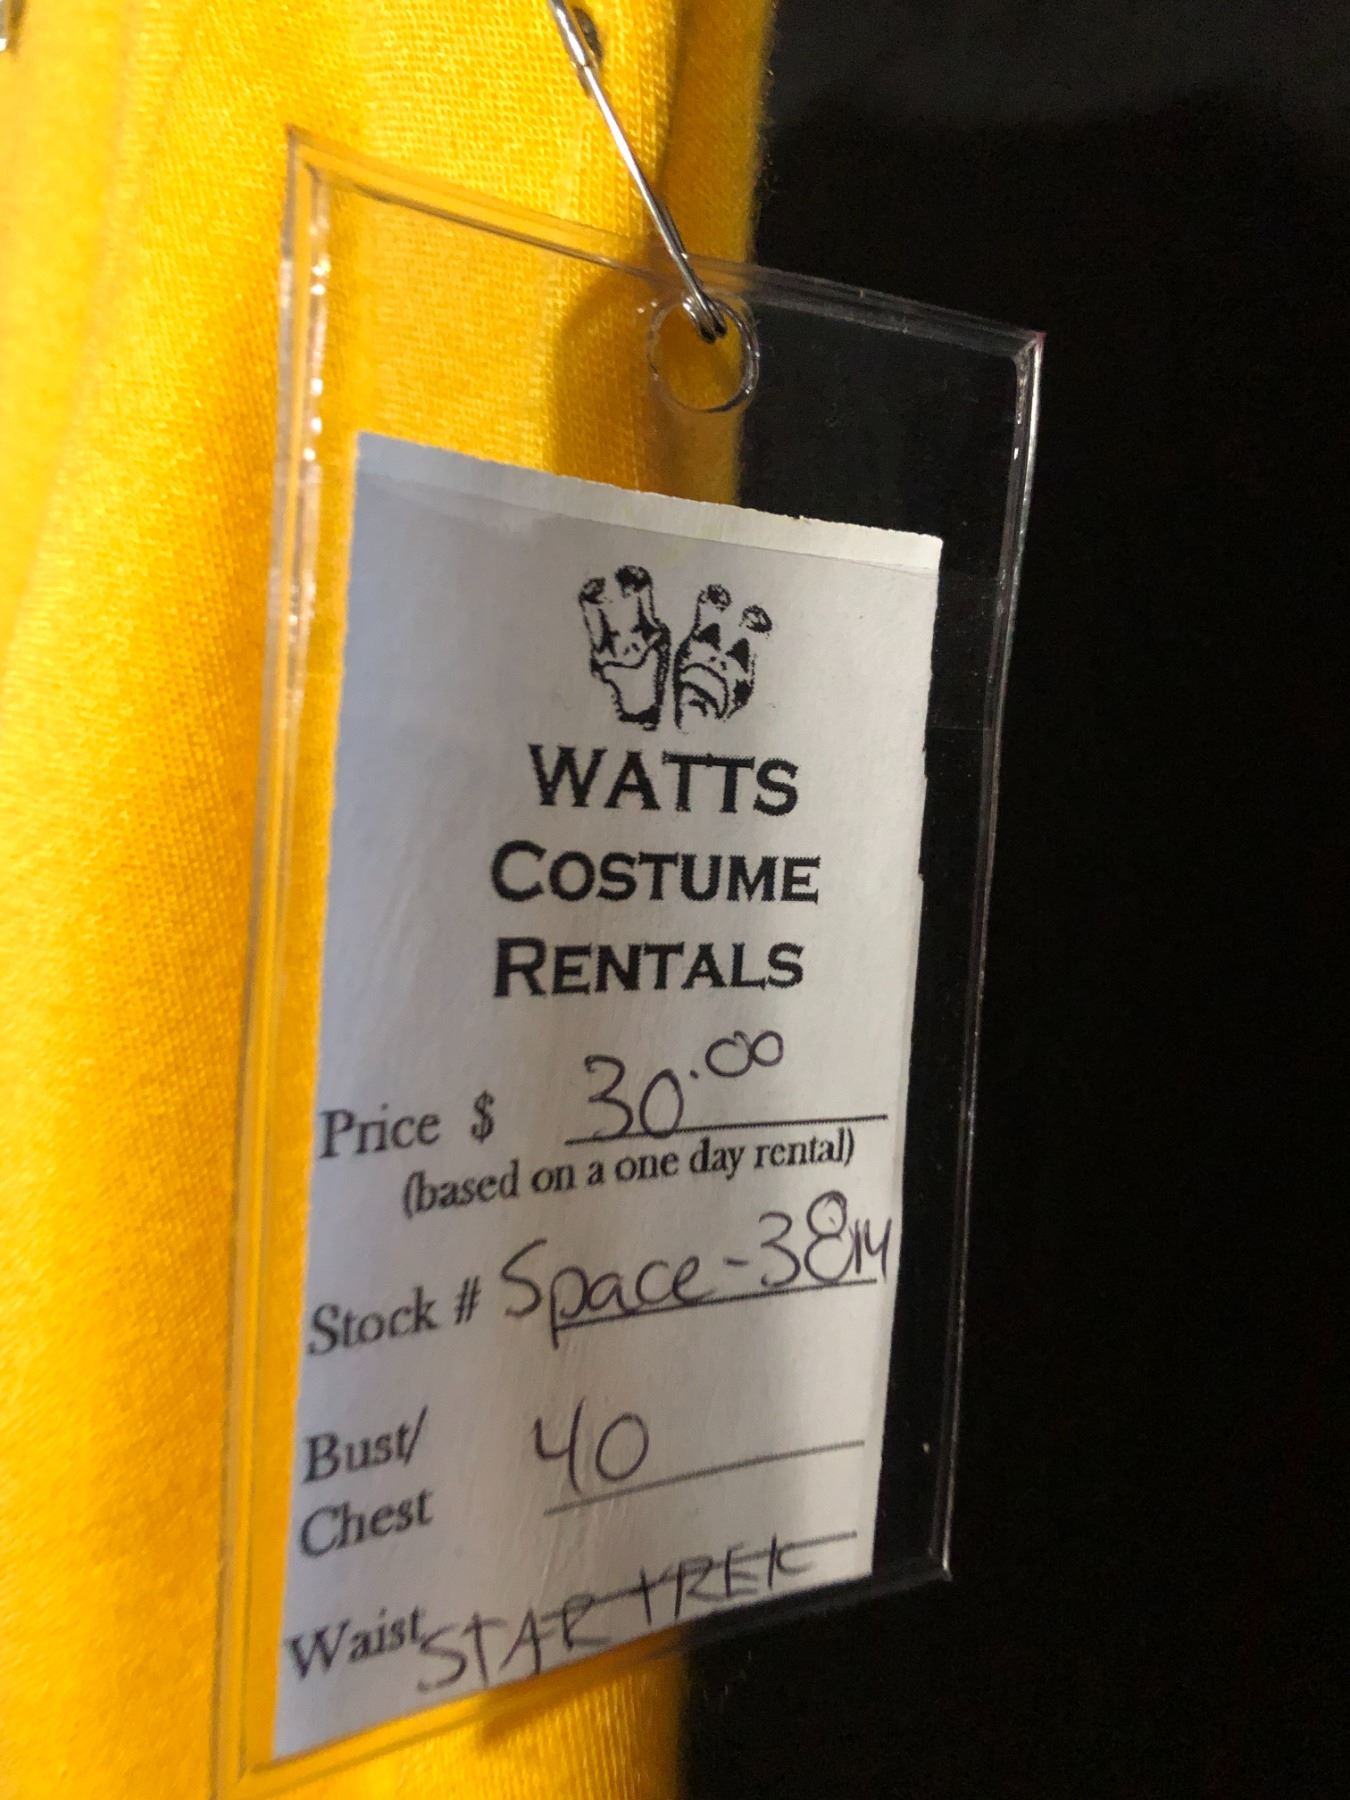 WATTS
COSTUME
RENTALS
Price $ 30.00
(based on a one day rental)
Stock # Space-38M
Bust/
Chest 40
Waist STAR TREK